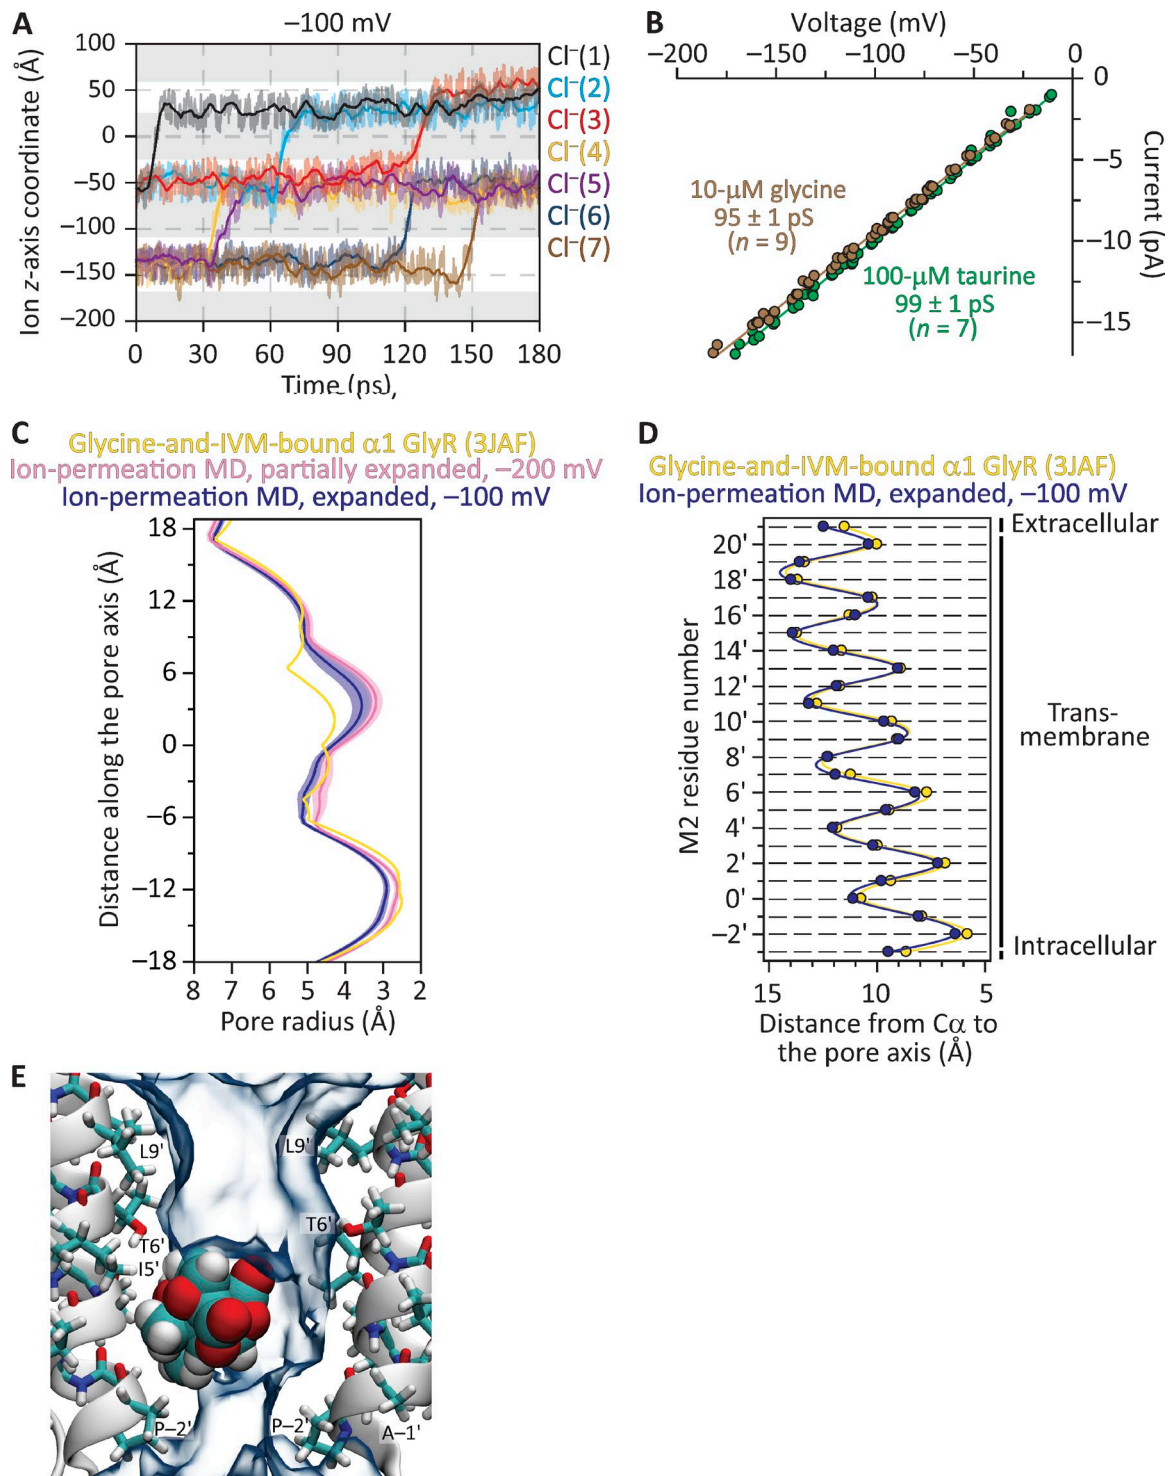 A
–100 mV
Ion z-axis coordinate (Å)
100
50
0
–50
–100
–150
–200
0 30 60 90 120 150 180
Time (ns),
Cl–(1)
Cl–(2)
Cl–(3)
Cl–(4)
Cl–(5)
Cl–(6)
Cl–(7)
B
Voltage (mV)
–200 –150 –100 –50 0
0
–5
–10
–15
Current (pA)
10-μM glycine
95 ± 1 pS
(n = 9)
100-μM taurine
99 ± 1 pS
(n = 7)
C
Glycine-and-IVM-bound α1 GlyR (3JAF)
Ion-permeation MD, partially expanded, –200 mV
Ion-permeation MD, expanded, –100 mV
Distance along the pore axis (Å)
18
12
6
0
–6
–12
–18
8 7 6 5 4 3 2
Pore radius (Å)
D
Glycine-and-IVM-bound α1 GlyR (3JAF)
Ion-permeation MD, expanded, –100 mV
M2 residue number
20'
18'
16'
14'
12'
10'
8'
6'
4'
2'
0'
–2'
15 10 5
Distance from Cα to
the pore axis (Å)
Extracellular
Trans-
membrane
Intracellular
E
L9' L9'
T6'
T6'
I5'
P–2' P–2' A–1'